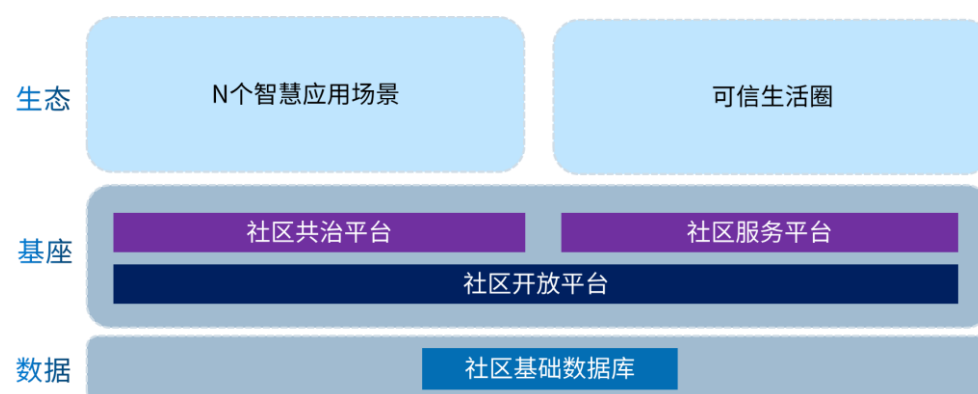 生态
N个智慧应用场景
可信生活圈
基座
社区共治平台
社区服务平台
社区开放平台
数据
社区基础数据库